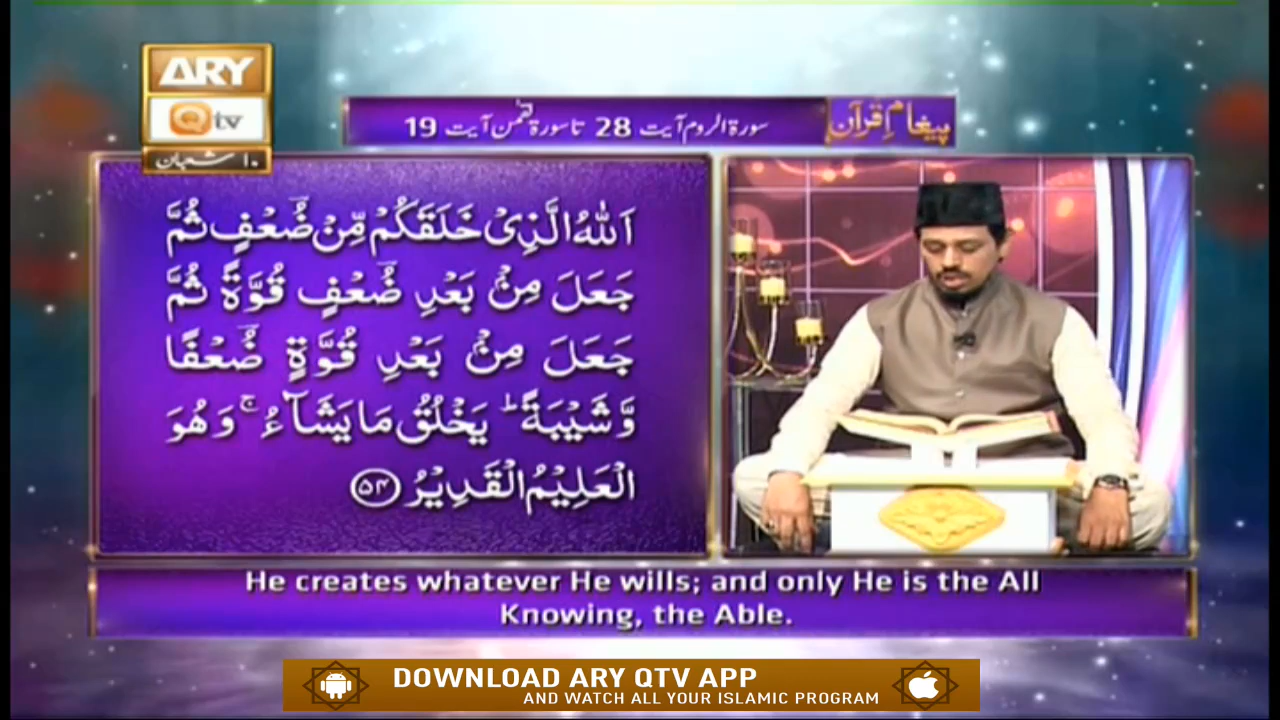 ARY
Qtv
۱۰ شعبان
پیغام قرآن
سورۃ الروم آیت 28 تا سورۃ لقمٰن آیت 19
اَللّٰهُ الَّذِیْ خَلَقَكُمْ مِّنْ ضُؔعْفٍ ثُمَّ
جَعَلَ مِنْۢ بَعْدِ ضُؔعْفٍ قُوَّةً ثُمَّ
جَعَلَ مِنْۢ بَعْدِ قُوَّةٍ ضُؔعْفًا
وَّ شَیْبَةً ؕ یَخْلُقُ مَا یَشَآءُ ۚ وَ هُوَ
الْعَلِیْمُ الْقَدِیْرُ ﴿۵۴﴾
He creates whatever He wills; and only He is the All
Knowing, the Able.
DOWNLOAD ARY QTV APP
AND WATCH ALL YOUR ISLAMIC PROGRAM